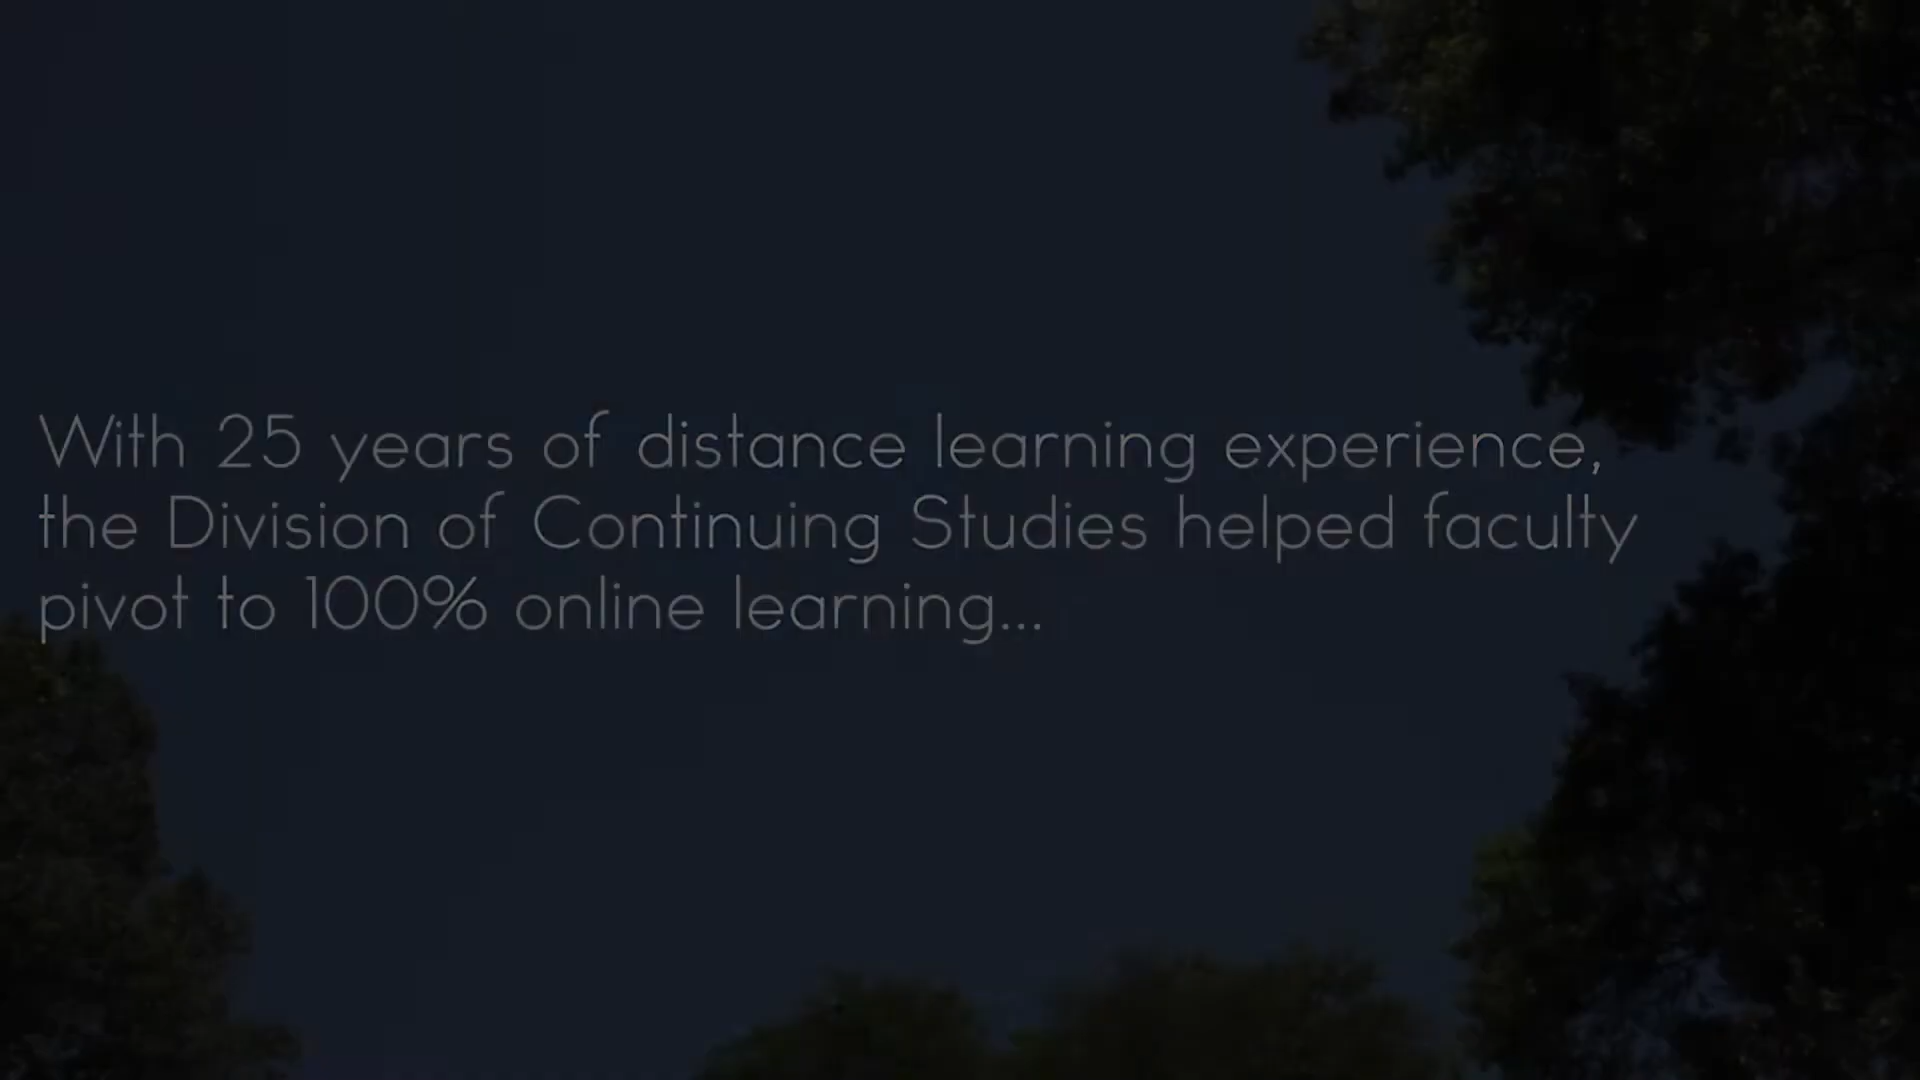 With 25 years of distance learning experience,
the Division of Continuing Studies helped faculty
pivot to 100% online learning...